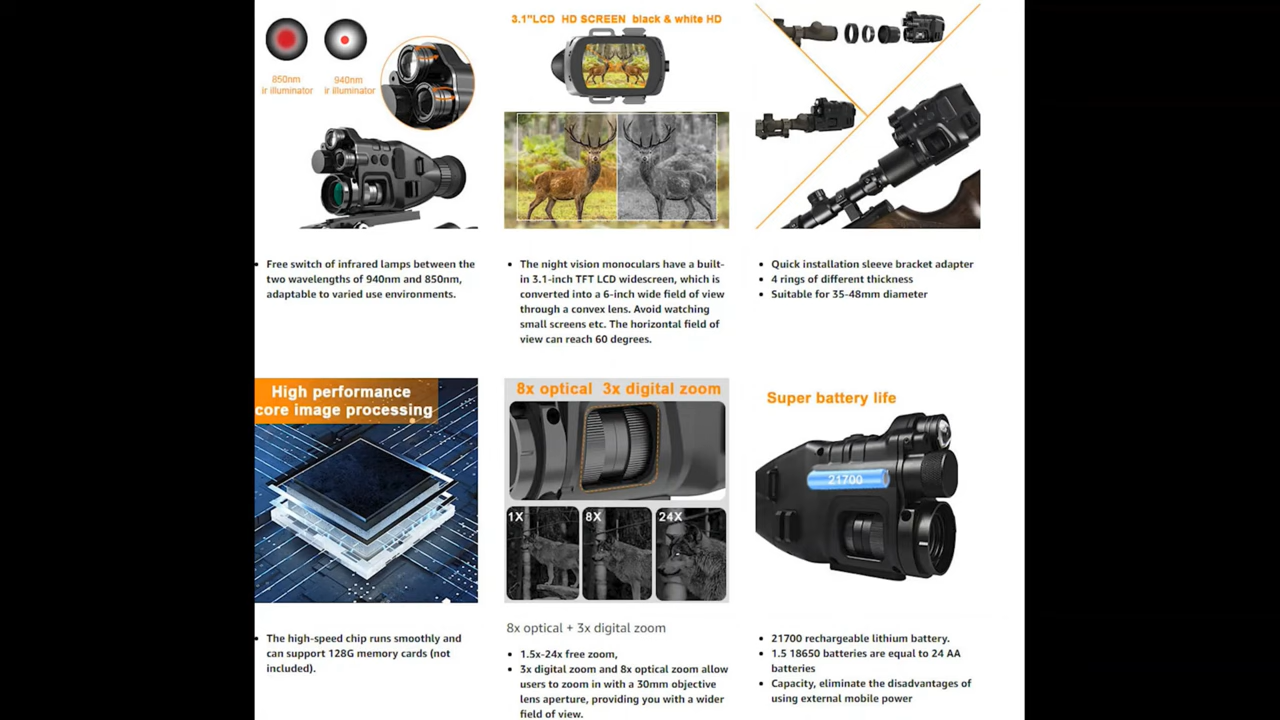 850nm
ir illuminator
940nm
ir illuminator
Free switch of infrared lamps between the
two wavelengths of 940nm and 850nm,
adaptable to varied use environments.
3.1"LCD HD SCREEN black & white HD
The night vision monoculars have a built-
in 3.1-inch TFT LCD widescreen, which is
converted into a 6-inch wide field of view
through a convex lens. Avoid watching
small screens etc. The horizontal field of
view can reach 60 degrees.
Quick installation sleeve bracket adapter
4 rings of different thickness
Suitable for 35-48mm diameter
High performance
core image processing
The high-speed chip runs smoothly and
can support 128G memory cards (not
included).
8x optical 3x digital zoom
1X
8X
24X
8x optical + 3x digital zoom
1.5x-24x free zoom,
3x digital zoom and 8x optical zoom allow
users to zoom in with a 30mm objective
lens aperture, providing you with a wider
field of view.
Super battery life
21700
21700 rechargeable lithium battery.
1.5 18650 batteries are equal to 24 AA
batteries
Capacity, eliminate the disadvantages of
using external mobile power